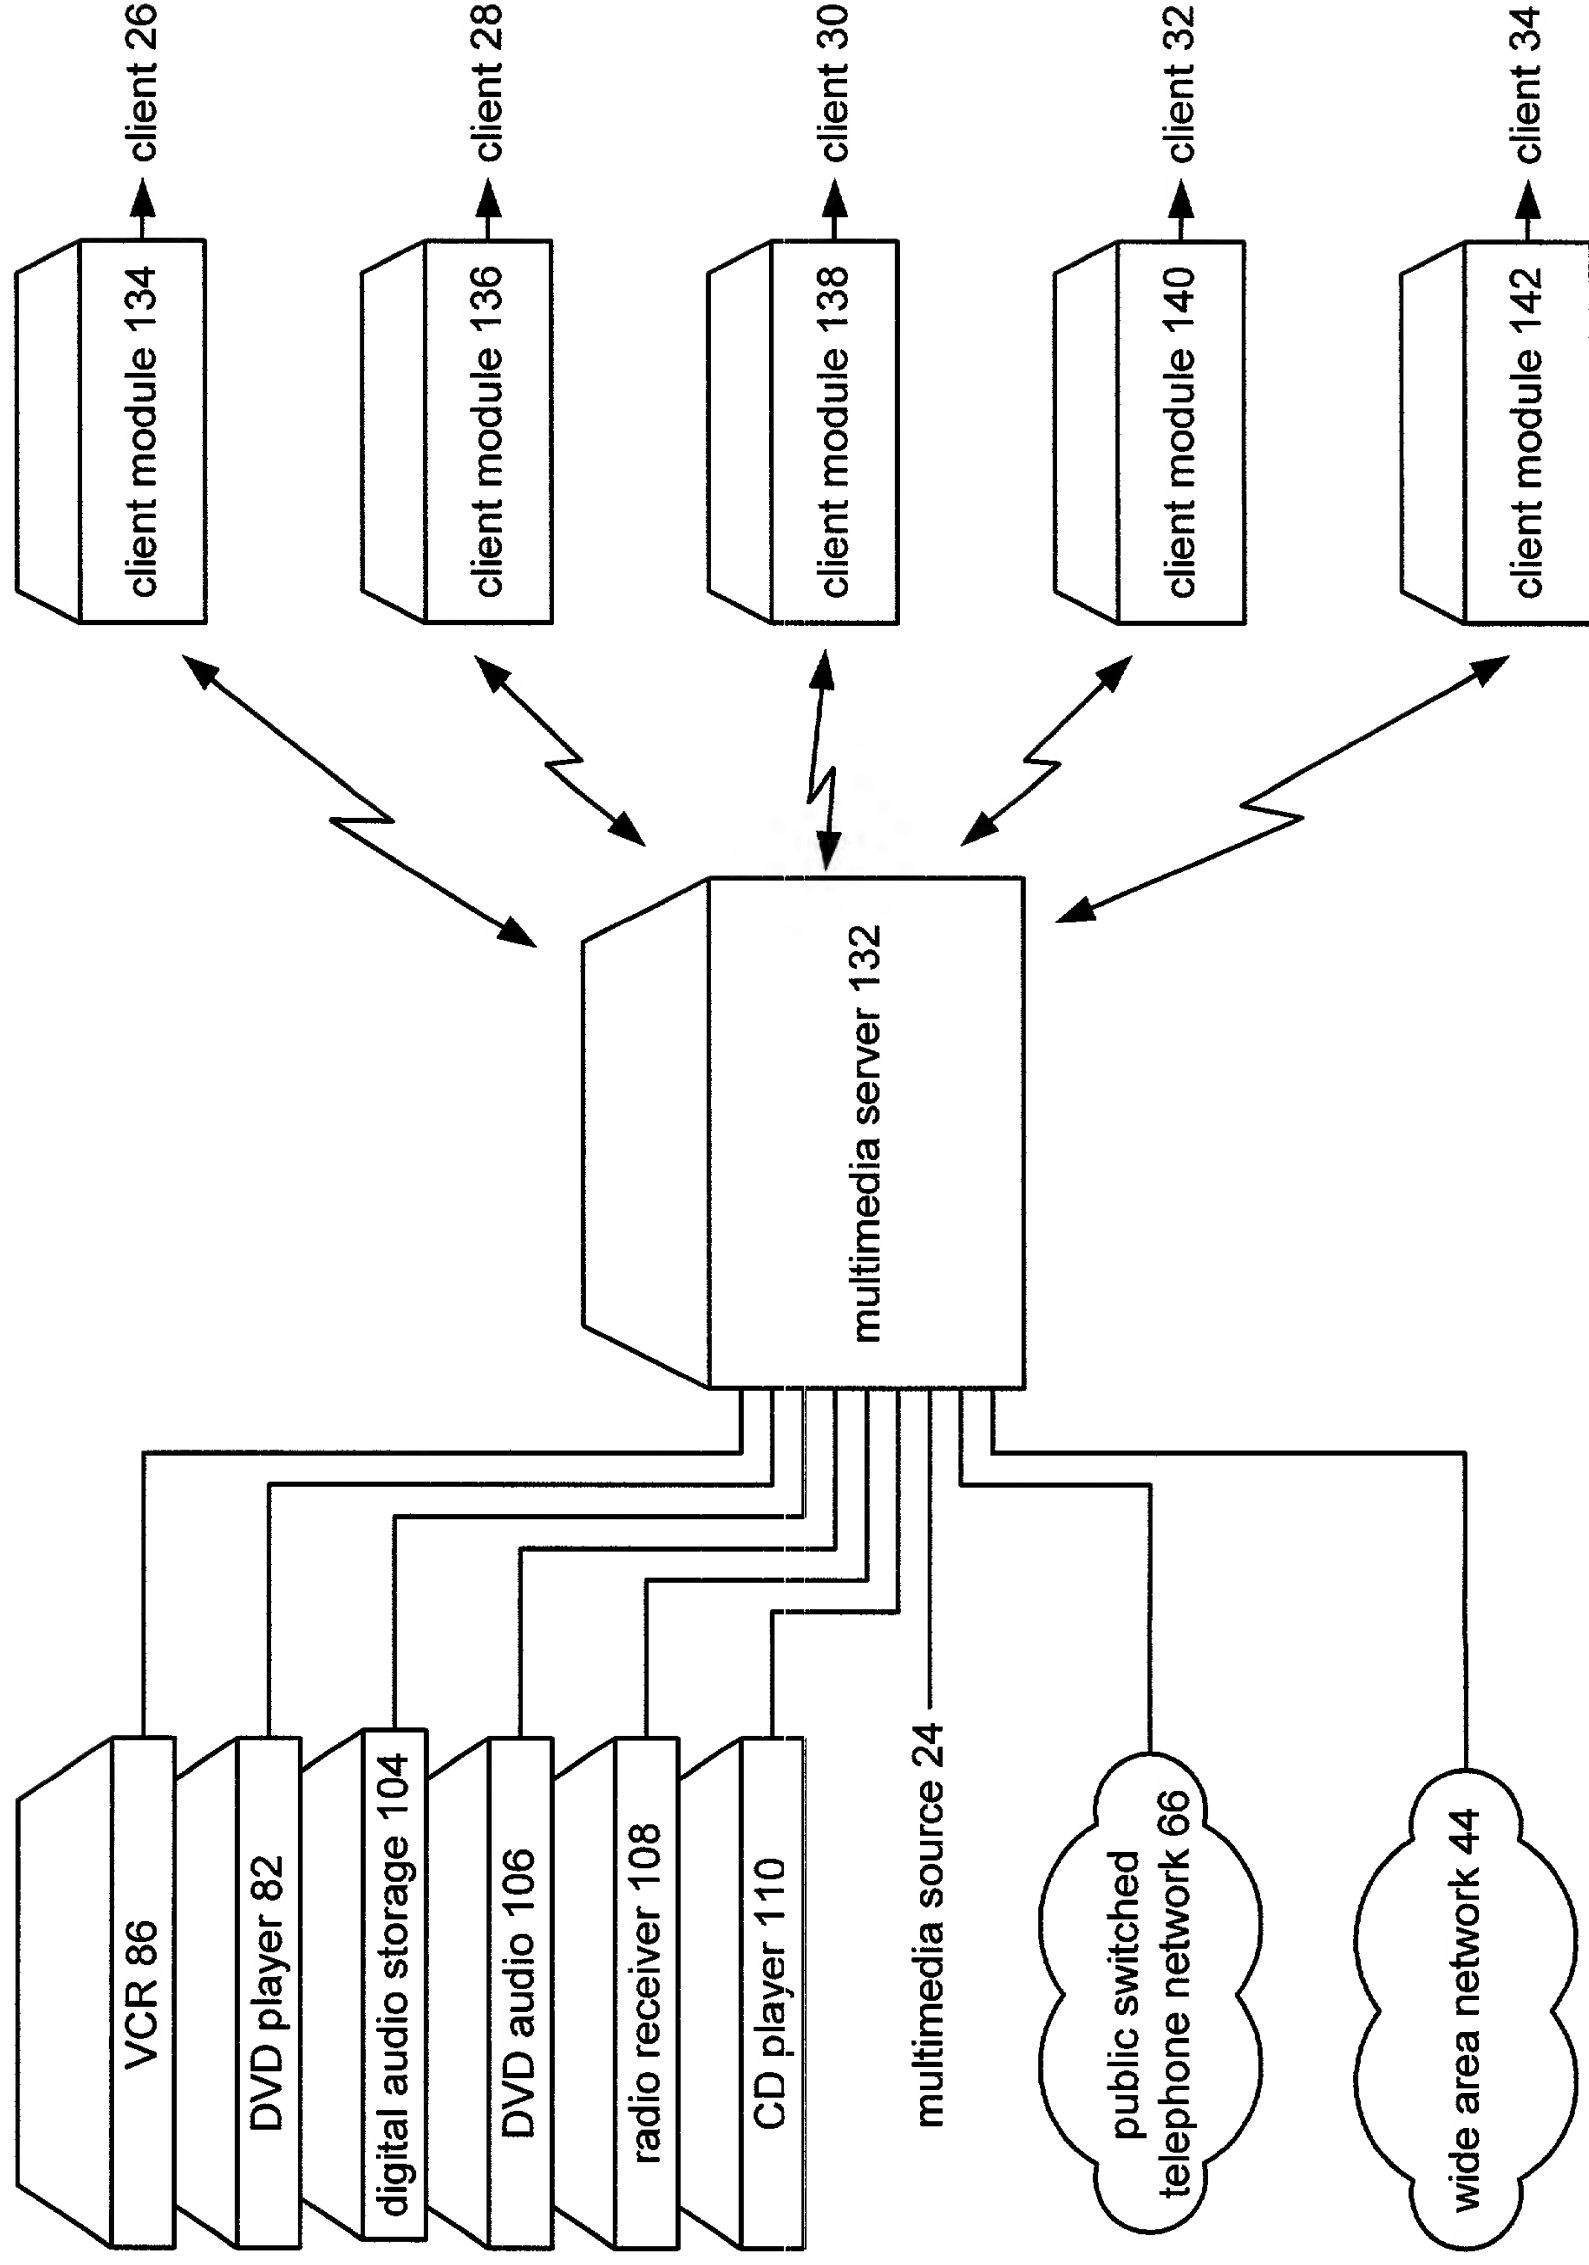 VCR 86
DVD player 82
digital audio storage 104
DVD audio 106
radio receiver 108
CD player 110
multimedia source 24
public switched
telephone network 66
wide area network 44
multimedia server 132
client module 134
client 26
client module 136
client 28
client module 138
client 30
client module 140
client 32
client module 142
client 34